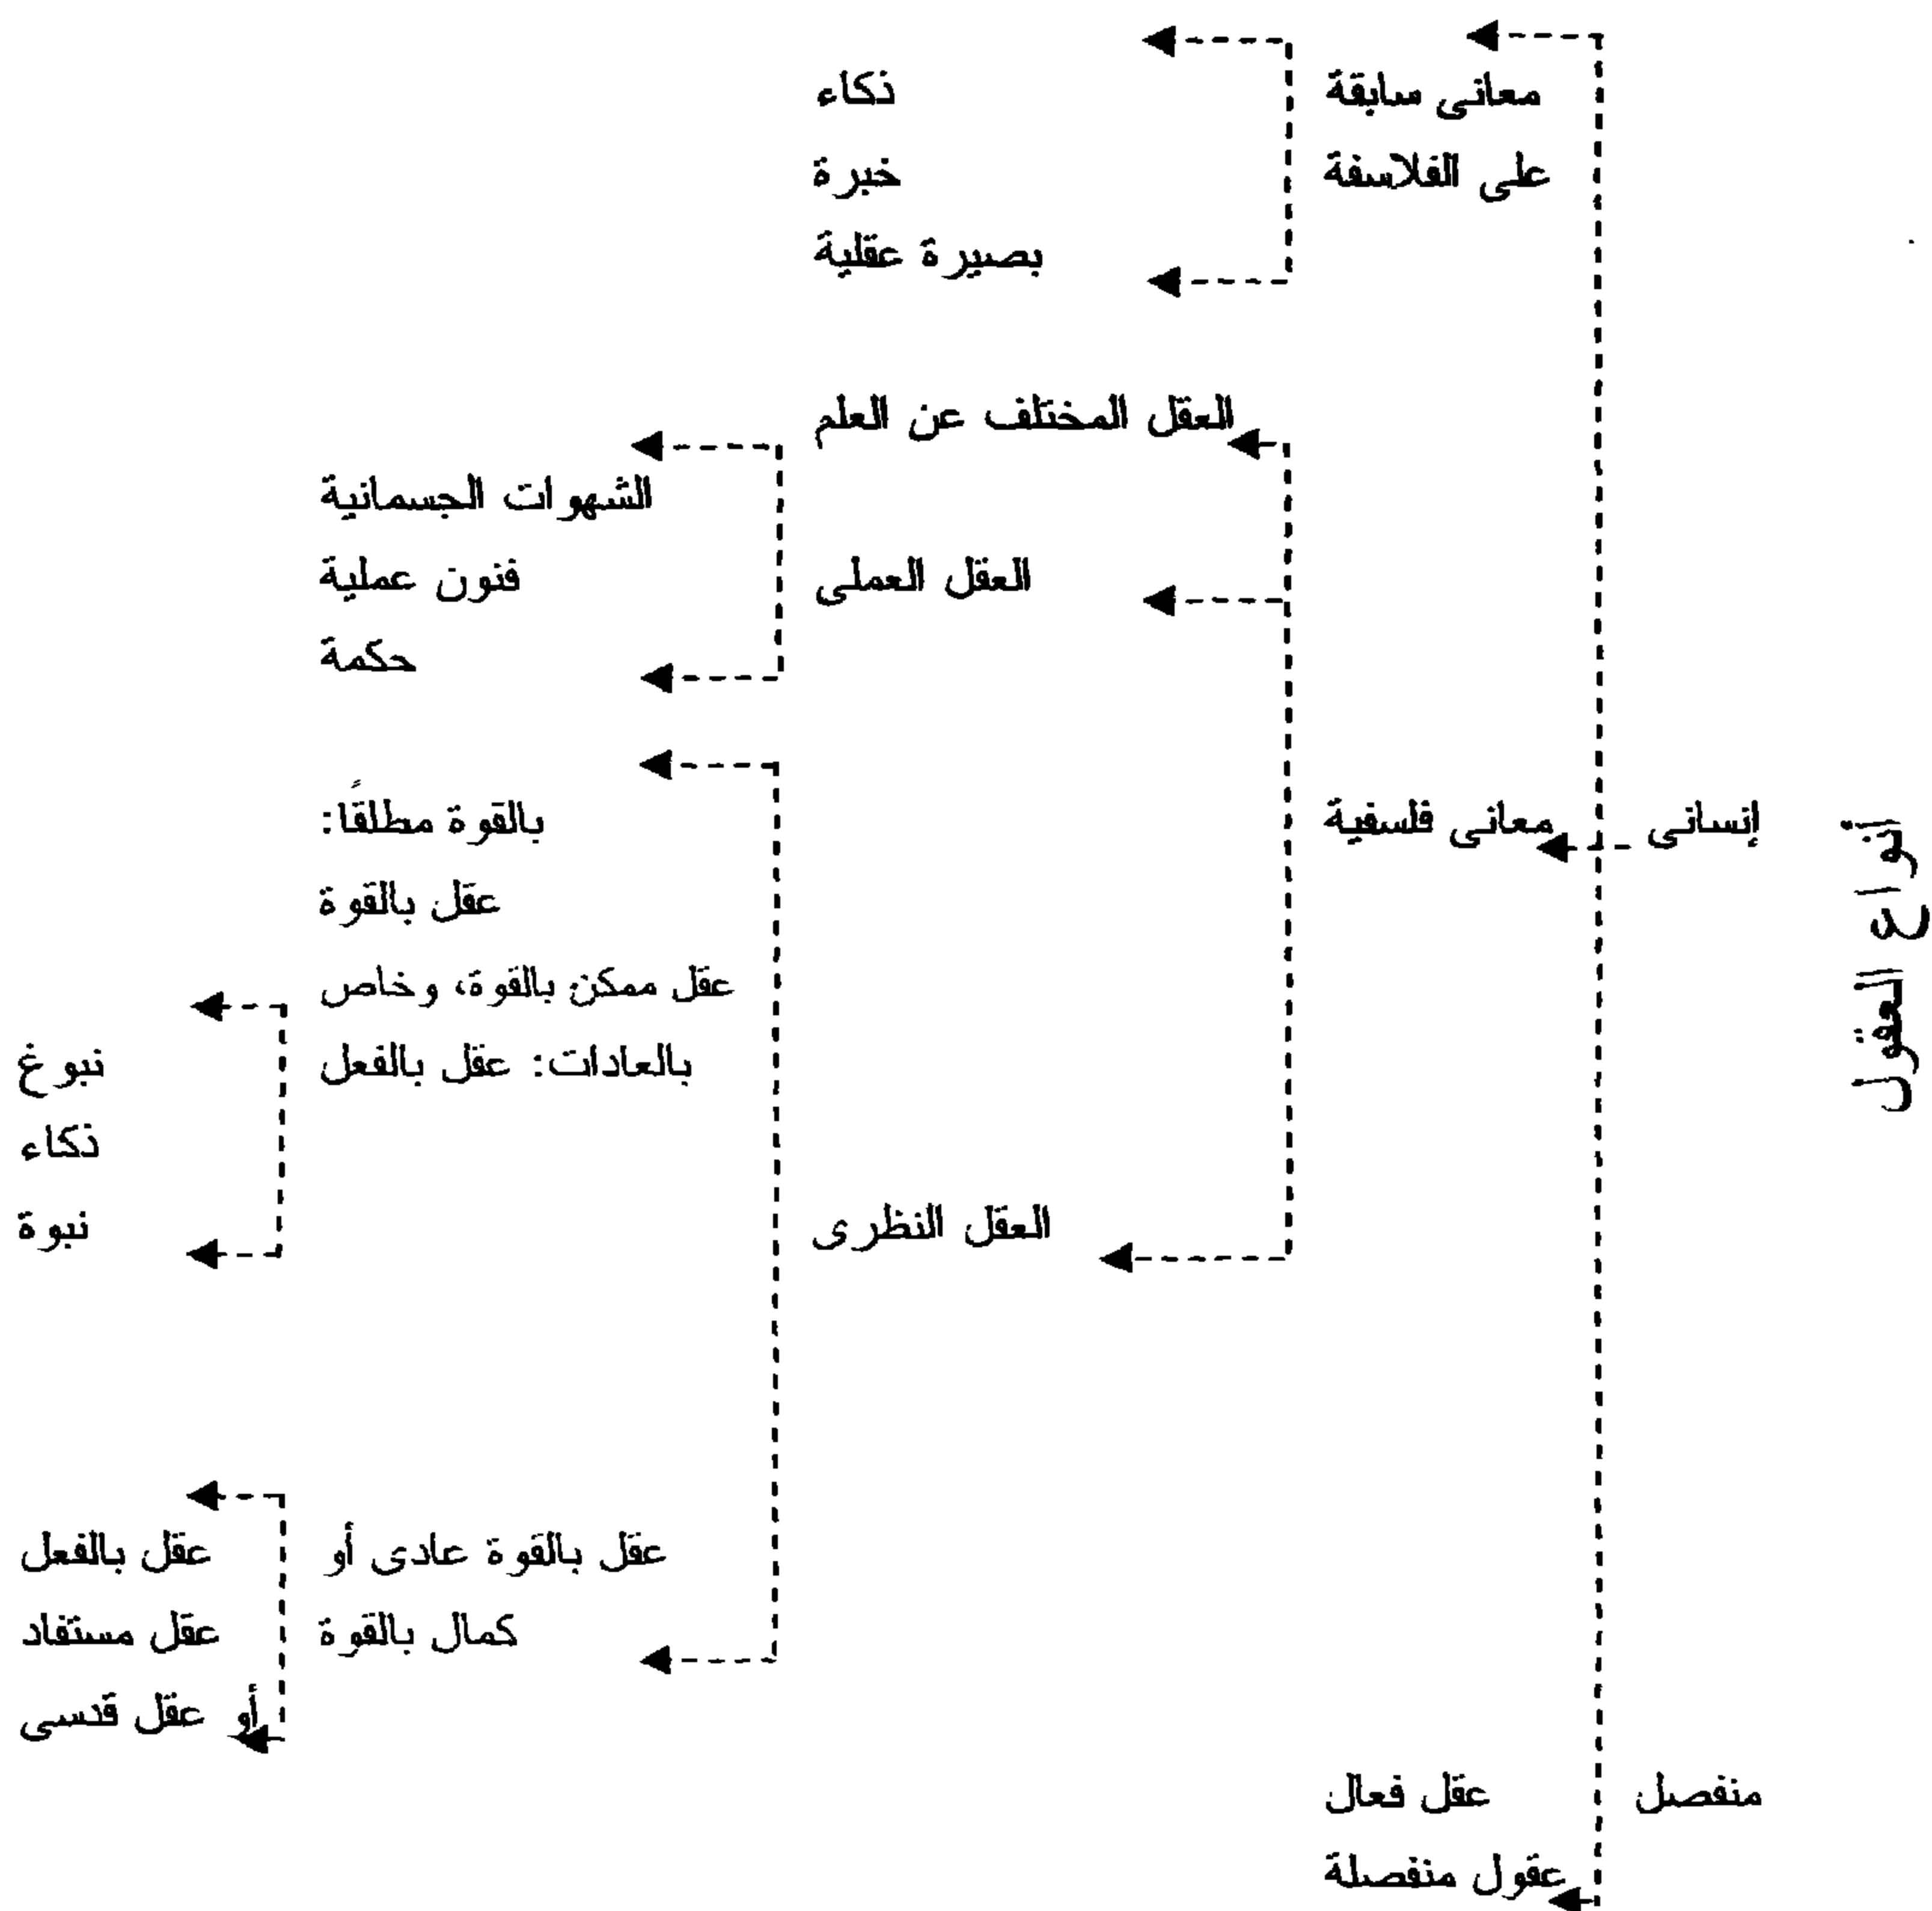 أنواع العقول
إنسانى
معانى سابقة
على الفلاسفة
ذكاء
خبرة
بصيرة عقلية
معانى فلسفية
العقل المختلف عن العلم
العقل العملى
الشهوات الجسمانية
فنون عملية
حكمة
العقل النظرى
بالقوة مطلقًا:
عقل بالقوة
عقل ممكن بالقوة، وخاص
بالعادات: عقل بالفعل
نبوغ
ذكاء
نبوة
عقل بالقوة عادى أو
كمال بالقوة
عقل بالفعل
عقل مستفاد
أو عقل قدسى
منفصل
عقل فعال
عقول منفصلة